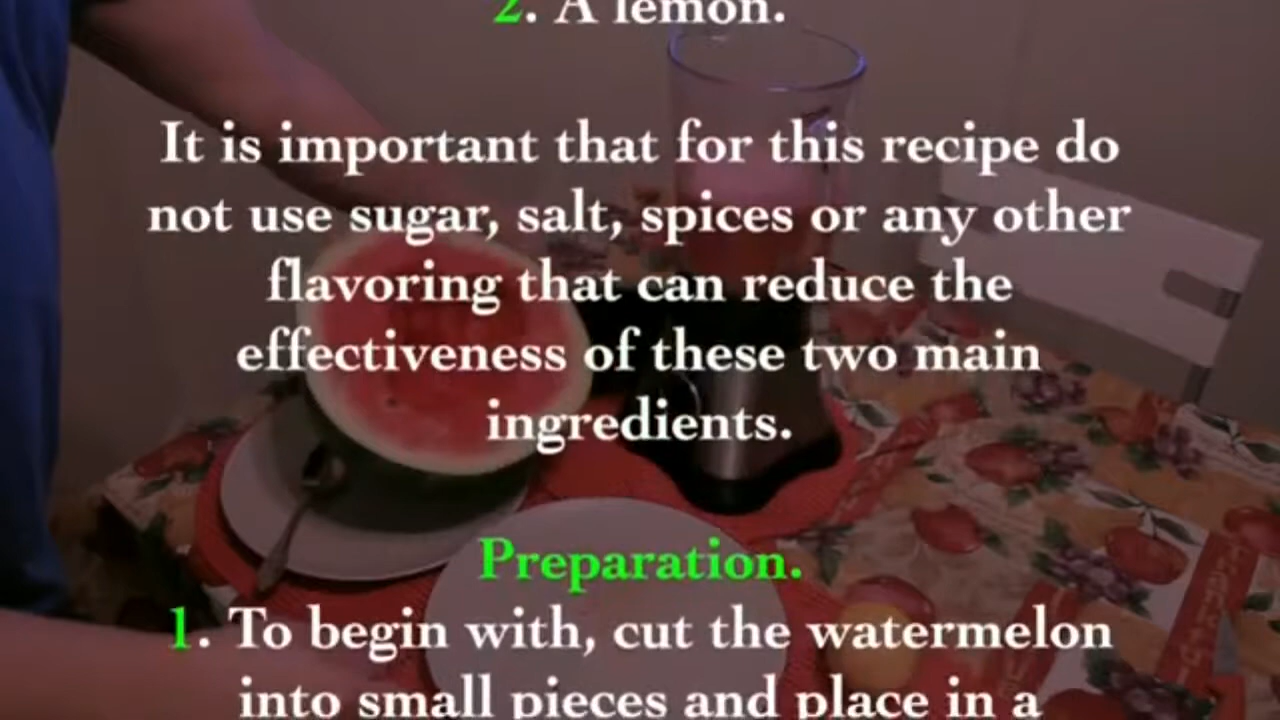 2. A lemon.
It is important that for this recipe do
not use sugar, salt, spices or any other
flavoring that can reduce the
effectiveness of these two main
ingredients.
Preparation.
1. To begin with, cut the watermelon
into small pieces and place in a